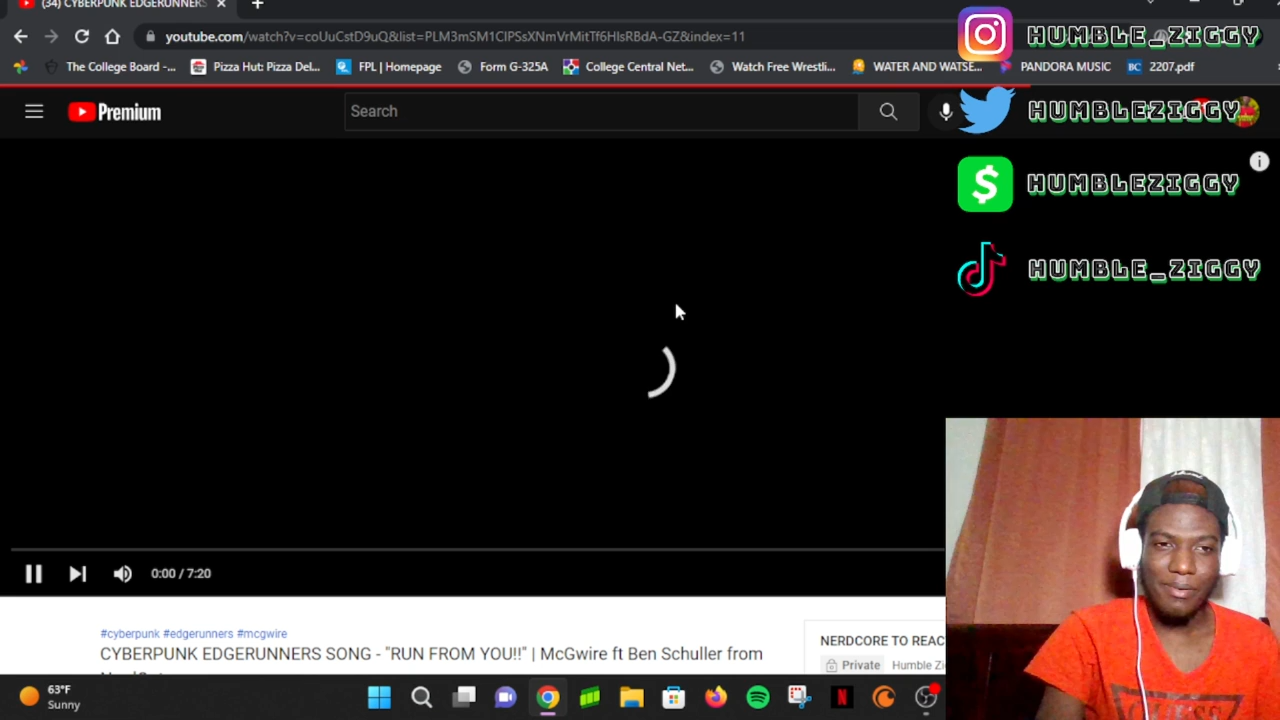 (34) CYBERPUNK EDGERUNNERS
youtube.com/watch?v=coUuCstD9uQ&list=PLM3mSM1ClPSsXNmVrMitTf6HlsRBdA-GZ&index=11
HUMBLE_ZIGGY
The College Board -...
Pizza Hut: Pizza Del...
FPL | Homepage
Form G-325A
College Central Net...
Watch Free Wrestli...
WATER AND WATSE...
PANDORA MUSIC
BC 2207.pdf
Premium
Search
HUMBLEZIGGY
HUMBLEZIGGY
HUMBLE_ZIGGY
0:00 / 7:20
#cyberpunk #edgerunners #mcgwire
CYBERPUNK EDGERUNNERS SONG - "RUN FROM YOU!!" | McGwire ft Ben Schuller from
NERDCORE TO REAC
Private Humble Zi
63°F
Sunny